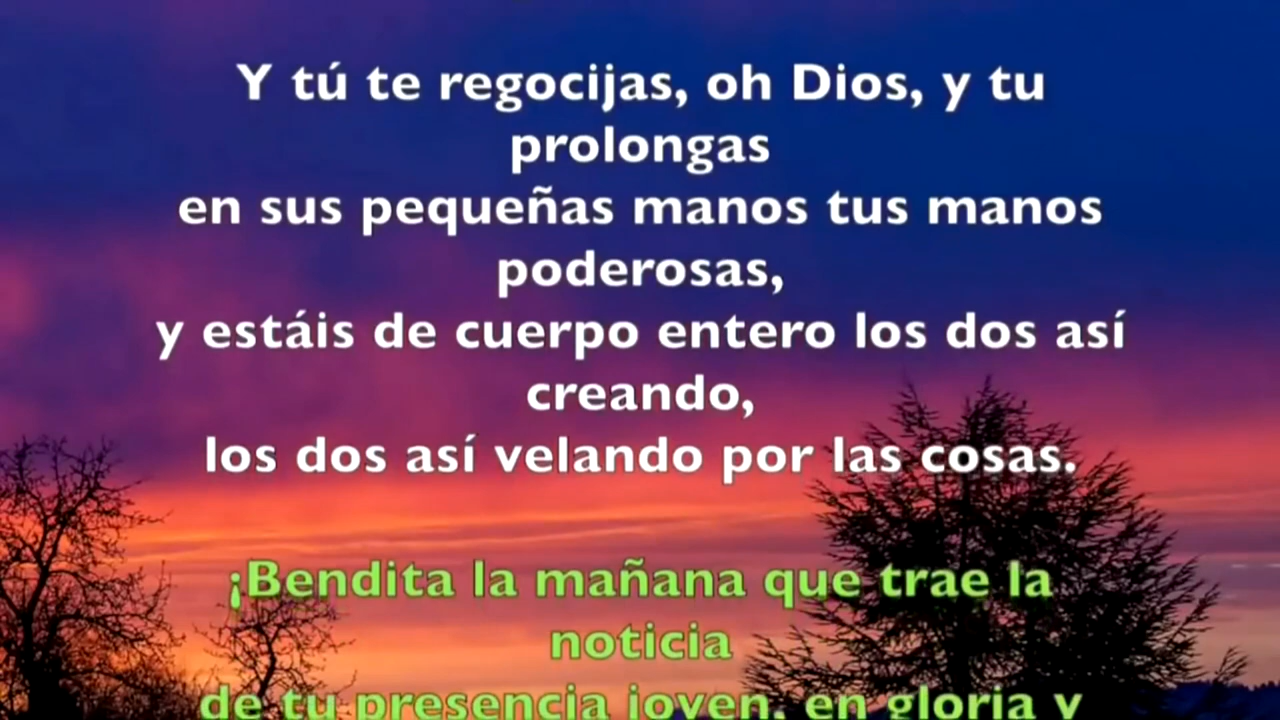 Y tú te regocijas, oh Dios, y tu
prolongas
en sus pequeñas manos tus manos
poderosas,
y estáis de cuerpo entero los dos así
creando,
los dos así velando por las cosas.
¡Bendita la mañana que trae la
noticia
de tu presencia joven, en gloria y